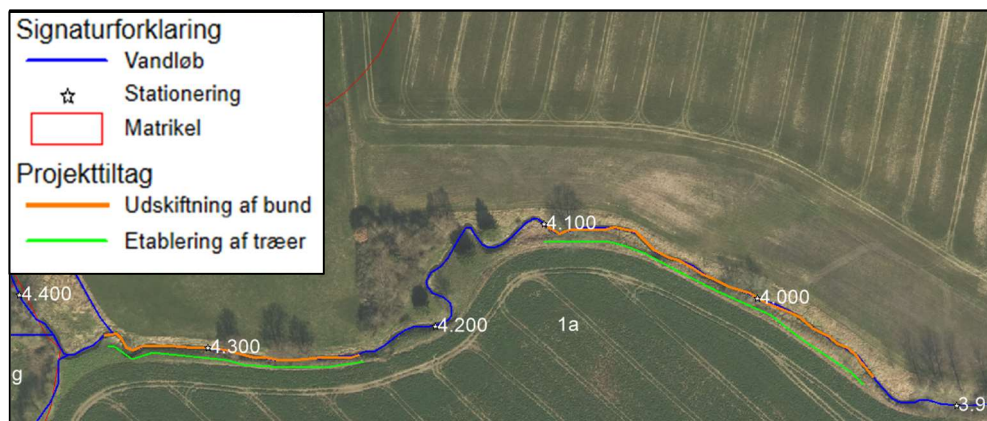 Signaturforklaring
Vandløb
Stationering
Matrikel
Projekttiltag
Udskiftning af bund
Etablering af træer
4.100
4.000
4.400
4.200
1a
4.300
g
3.9